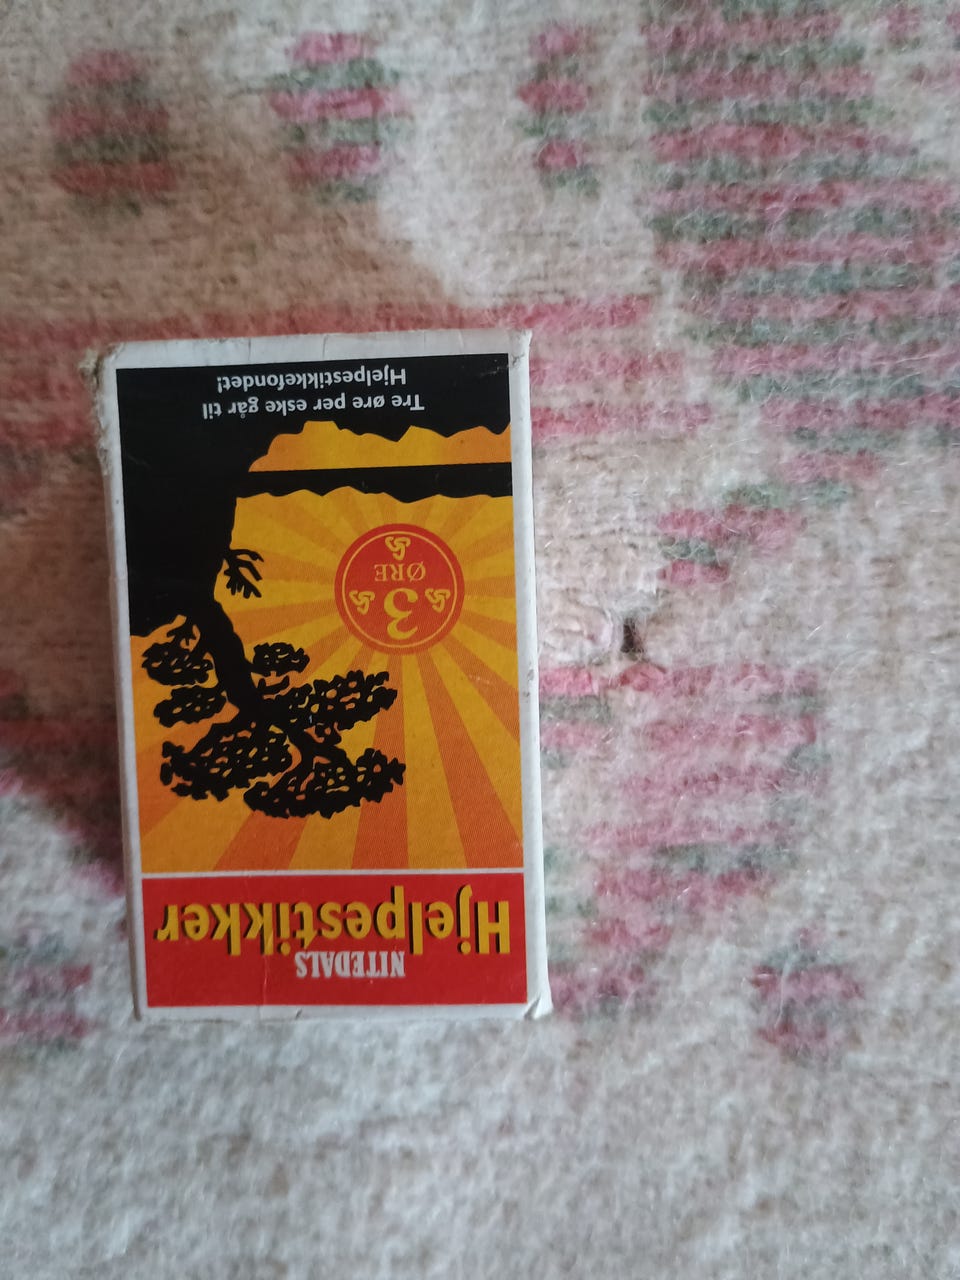 NITEDALS
Hjelpestikker
3
ØRE
Tre øre per eske går til
Hjelpestikkefondet!